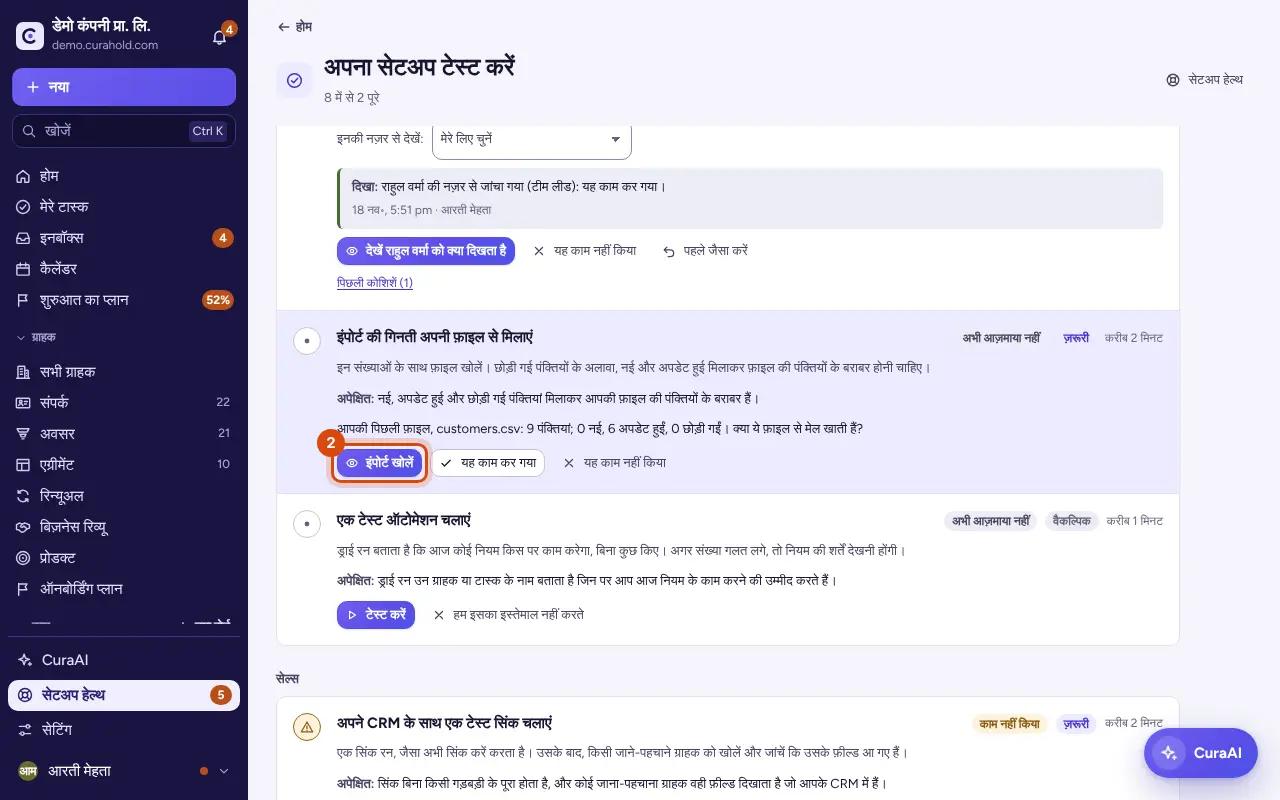 डेमो कंपनी प्रा. लि.
demo.curahold.com
4
नया
खोजें
Ctrl K
होम
मेरे टास्क
इनबॉक्स
4
कैलेंडर
शुरुआत का प्लान
52%
ग्राहक
सभी ग्राहक
संपर्क
22
अवसर
21
एग्रीमेंट
10
रिन्यूअल
बिज़नेस रिव्यू
प्रोडक्ट
ऑनबोर्डिंग प्लान
CuraAI
सेटअप हेल्थ
5
सेटिंग
आम
आरती मेहता
होम
अपना सेटअप टेस्ट करें
8 में से 2 पूरे
सेटअप हेल्थ
इनकी नज़र से देखें:
मेरे लिए चुनें
दिखा: राहुल वर्मा की नज़र से जांचा गया (टीम लीड): यह काम कर गया।
18 नव॰, 5:51 pm · आरती मेहता
देखें राहुल वर्मा को क्या दिखता है
यह काम नहीं किया
पहले जैसा करें
पिछली कोशिशें (1)
इंपोर्ट की गिनती अपनी फ़ाइल से मिलाएं
अभी आज़माया नहीं
ज़रूरी
करीब 2 मिनट
इन संख्याओं के साथ फ़ाइल खोलें। छोड़ी गई पंक्तियों के अलावा, नई और अपडेट हुई मिलाकर फ़ाइल की पंक्तियों के बराबर होनी चाहिए।
अपेक्षित: नई, अपडेट हुई और छोड़ी गई पंक्तियां मिलाकर आपकी फ़ाइल की पंक्तियों के बराबर हैं।
आपकी पिछली फ़ाइल, customers.csv: 9 पंक्तियां; 0 नई, 6 अपडेट हुईं, 0 छोड़ी गईं। क्या ये फ़ाइल से मेल खाती हैं?
2
इंपोर्ट खोलें
यह काम कर गया
यह काम नहीं किया
एक टेस्ट ऑटोमेशन चलाएं
अभी आज़माया नहीं
वैकल्पिक
करीब 1 मिनट
ड्राई रन बताता है कि आज कोई नियम किस पर काम करेगा, बिना कुछ किए। अगर संख्या गलत लगे, तो नियम की शर्तें देखनी होंगी।
अपेक्षित: ड्राई रन उन ग्राहक या टास्क के नाम बताता है जिन पर आप आज नियम के काम करने की उम्मीद करते हैं।
टेस्ट करें
हम इसका इस्तेमाल नहीं करते
सेल्स
अपने CRM के साथ एक टेस्ट सिंक चलाएं
काम नहीं किया
ज़रूरी
करीब 2 मिनट
एक सिंक रन, जैसा अभी सिंक करें करता है। उसके बाद, किसी जाने-पहचाने ग्राहक को खोलें और जांचें कि उसके फ़ील्ड आ गए हैं।
अपेक्षित: सिंक बिना किसी गड़बड़ी के पूरा होता है, और कोई जाना-पहचाना ग्राहक वही फ़ील्ड दिखाता है जो आपके CRM में हैं।
CuraAI